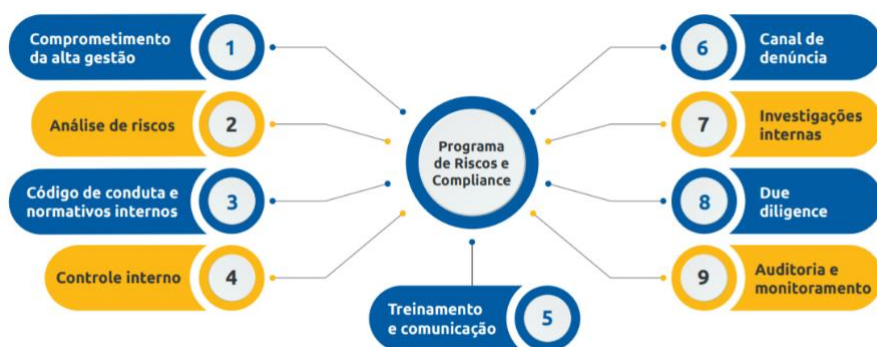 Comprometimento
da alta gestão
1
Análise de riscos
2
Código de conduta e
normativos internos
3
Controle interno
4
Programa
de Riscos e
Compliance
Treinamento
e comunicação
5
6
Canal de
denúncia
7
Investigações
internas
8
Due
diligence
9
Auditoria e
monitoramento